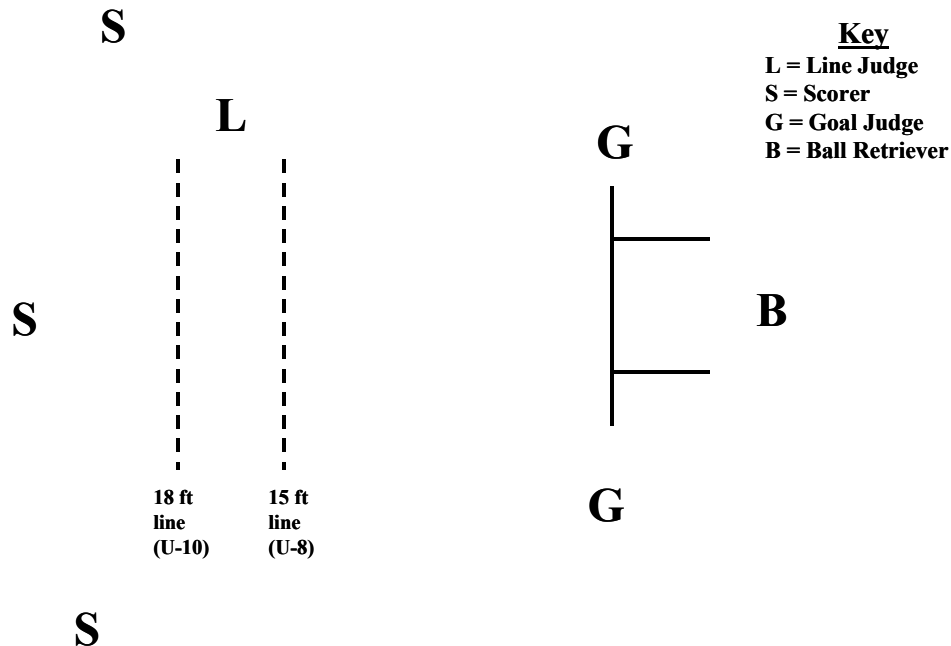 S
Key
L = Line Judge
S = Scorer
G = Goal Judge
B = Ball Retriever
L
G
S
B
18 ft
line
(U-10)
15 ft
line
(U-8)
G
S